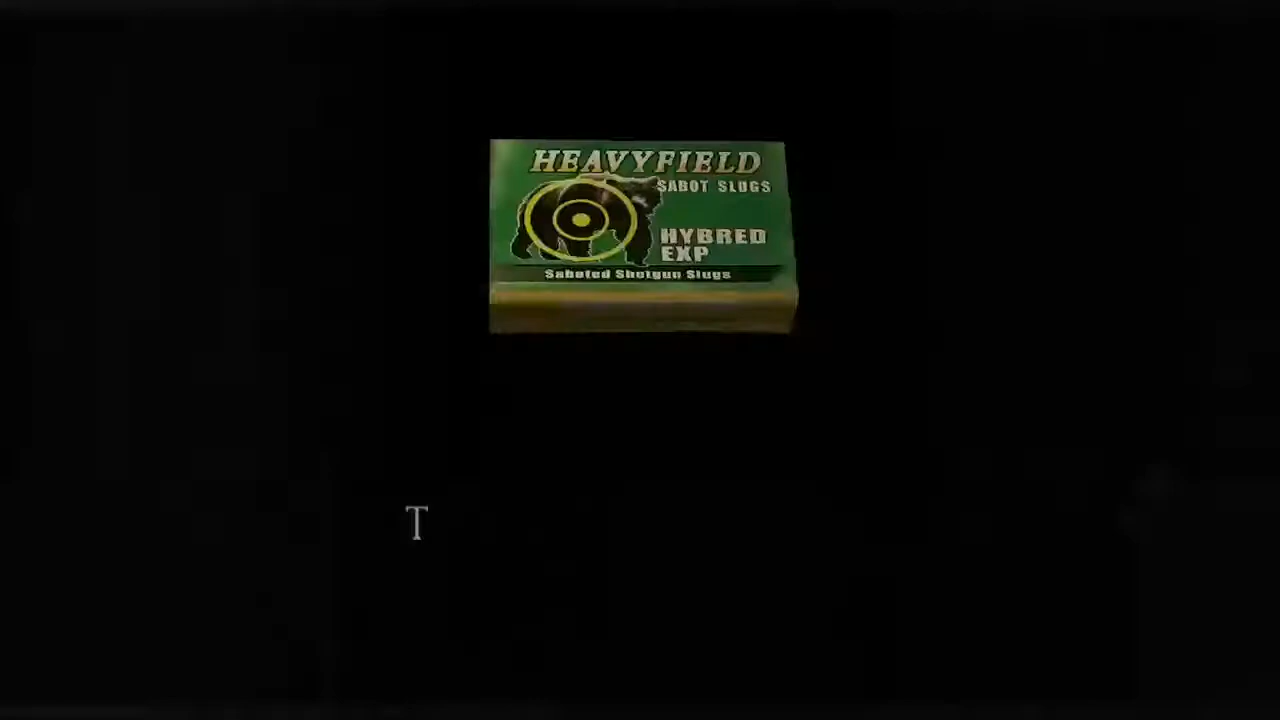 HEAVYFIELD
SABOT SLUGS
HYBRED
EXP
Saboted Shotgun Slugs
T